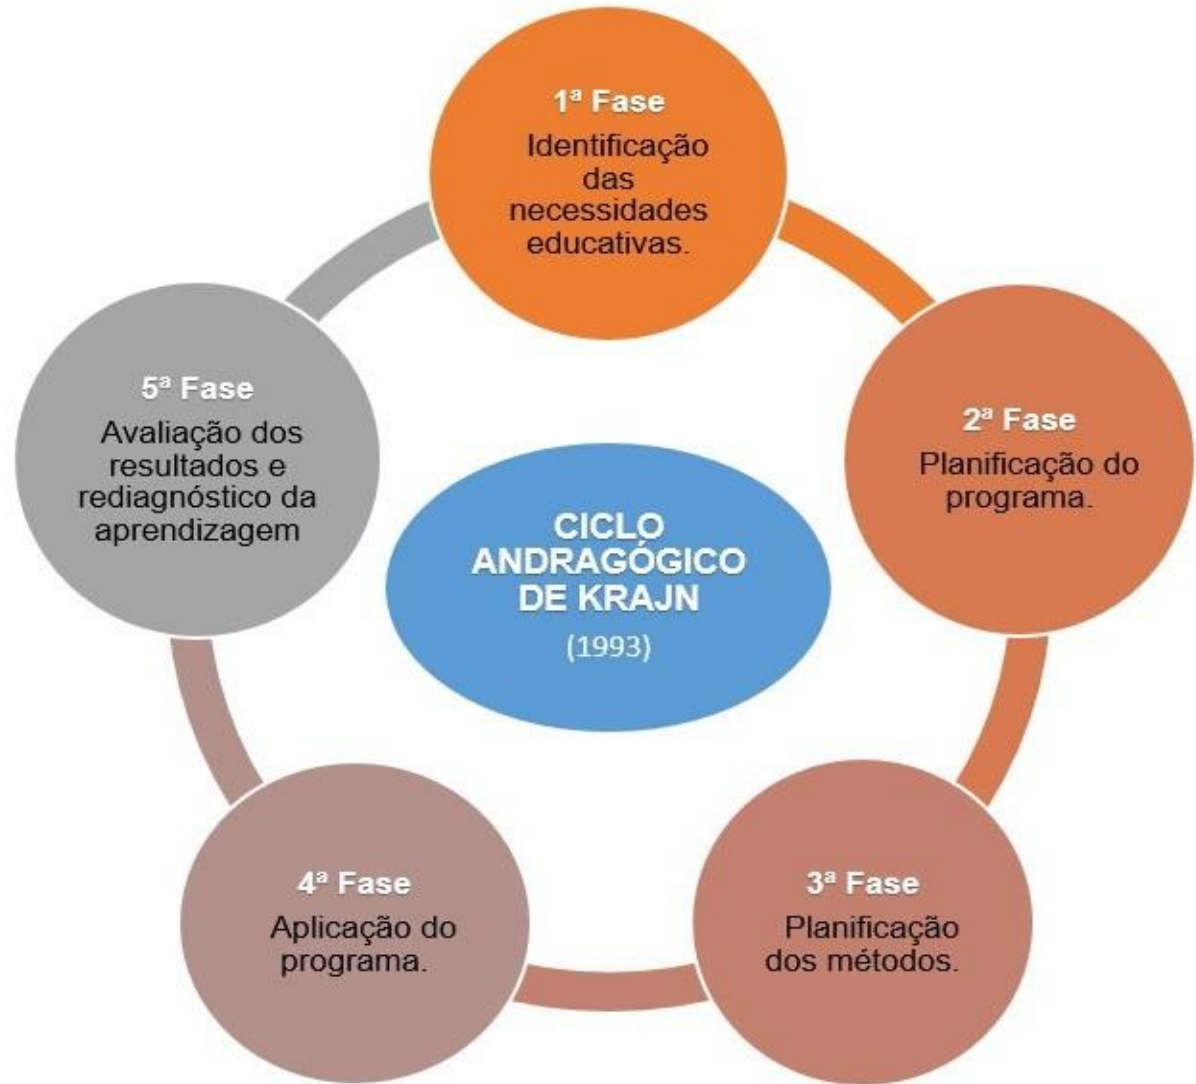 1ª Fase
Identificação
das
necessidades
educativas.
2ª Fase
Planificação do
programa.
3ª Fase
Planificação
dos métodos.
4ª Fase
Aplicação do
programa.
5ª Fase
Avaliação dos
resultados e
rediagnóstico da
aprendizagem
CICLO
ANDRAGÓGICO
DE KRAJN
(1993)